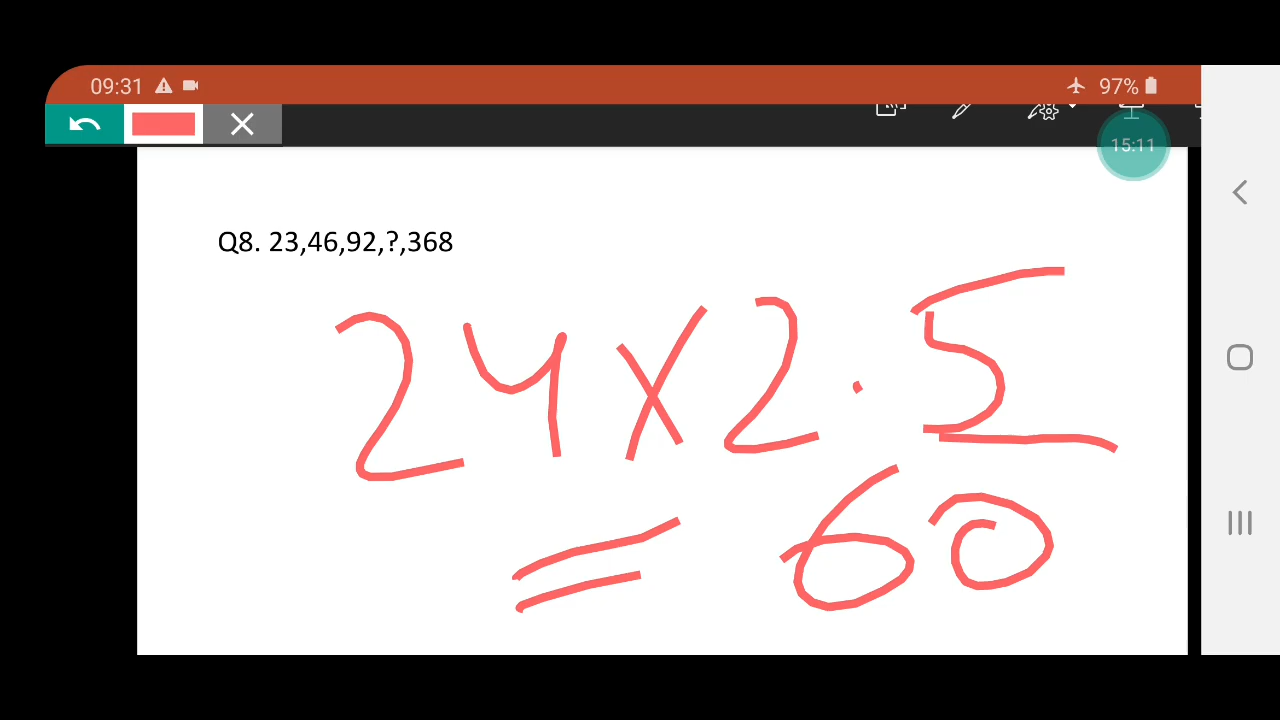 09:31 97%
15:11
Q8. 23,46,92,?,368
24x2.5
= 60